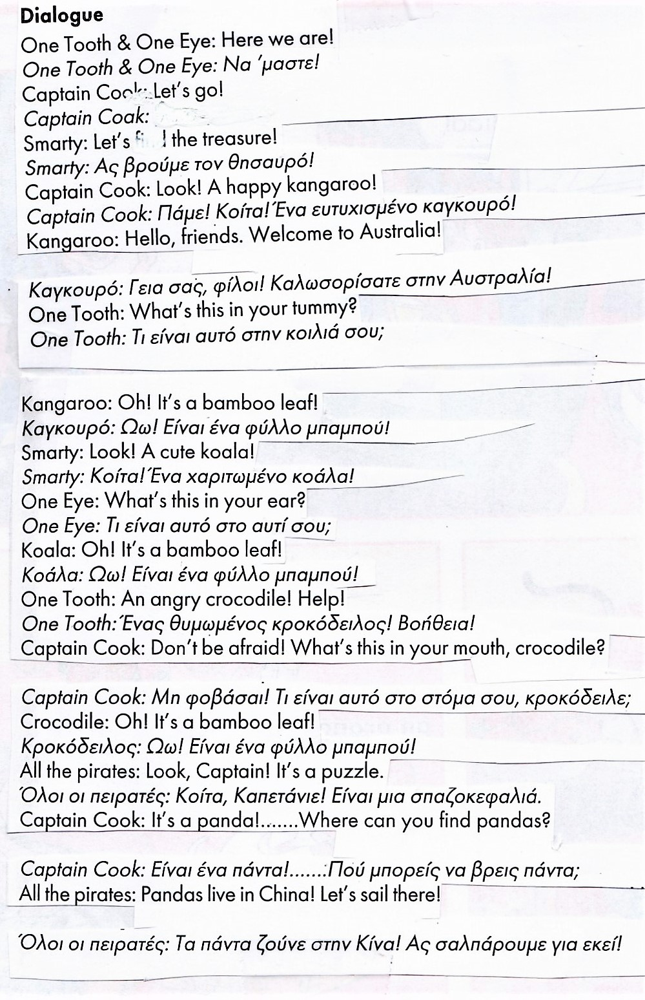 Dialogue
One Tooth & One Eye: Here we are!
One Tooth & One Eye: Να ’μαστε!
Captain Cook: Let’s go!
Captain Coak:
Smarty: Let’s the treasure!
Smarty: Ας βρούμε τον θησαυρό!
Captain Cook: Look! A happy kangaroo!
Captain Cook: Πάμε! Κοίτα! Ένα ευτυχισμένο καγκουρό!
Kangaroo: Hello, friends. Welcome to Australia!
Καγκουρό: Γεια σας, φίλοι! Καλωσορίσατε στην Αυστραλία!
One Tooth: What’s this in your tummy?
One Tooth: Τι είναι αυτό στην κοιλιά σου;
Kangaroo: Oh! It’s a bamboo leaf!
Καγκουρό: Ωω! Είναι ένα φύλλο μπαμπού!
Smarty: Look! A cute koala!
Smarty: Κοίτα! Ένα χαριτωμένο κοάλα!
One Eye: What’s this in your ear?
One Eye: Τι είναι αυτό στο αυτί σου;
Koala: Oh! It’s a bamboo leaf!
Κοάλα: Ωω! Είναι ένα φύλλο μπαμπού!
One Tooth: An angry crocodile! Help!
One Tooth: Ένας θυμωμένος κροκόδειλος! Βοήθεια!
Captain Cook: Don’t be afraid! What’s this in your mouth, crocodile?
Captain Cook: Μη φοβάσαι! Τι είναι αυτό στο στόμα σου, κροκόδειλε;
Crocodile: Oh! It’s a bamboo leaf!
Κροκόδειλος: Ωω! Είναι ένα φύλλο μπαμπού!
All the pirates: Look, Captain! It’s a puzzle.
Όλοι οι πειρατές: Κοίτα, Καπετάνιε! Είναι μια σπαζοκεφαλιά.
Captain Cook: It’s a panda!.......Where can you find pandas?
Captain Cook: Είναι ένα πάντα!.......Πού μπορείς να βρεις πάντα;
All the pirates: Pandas live in China! Let’s sail there!
Όλοι οι πειρατές: Τα πάντα ζούνε στην Κίνα! Ας σαλπάρουμε για εκεί!